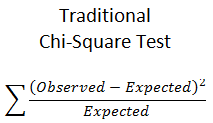 Traditional
Chi-Square Test
∑ (Observed − Expected)² / Expected